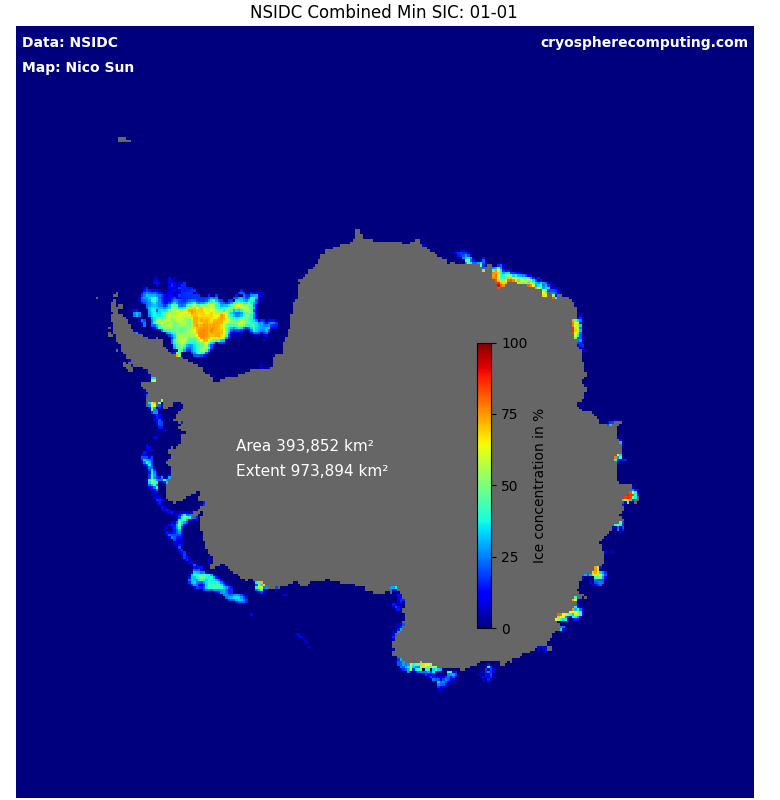 NSIDC Combined Min SIC: 01-01
Data: NSIDC
cryospherecomputing.com
Map: Nico Sun
100
75
50
25
0
Ice concentration in %
Area 393,852 km²
Extent 973,894 km²